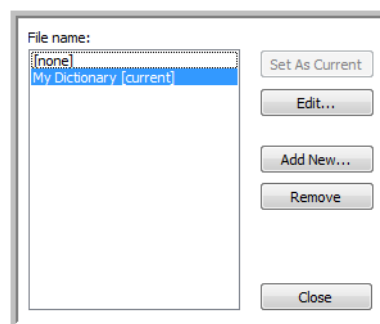 File name:
[none]
My Dictionary [current]
Set As Current
Edit...
Add New...
Remove
Close